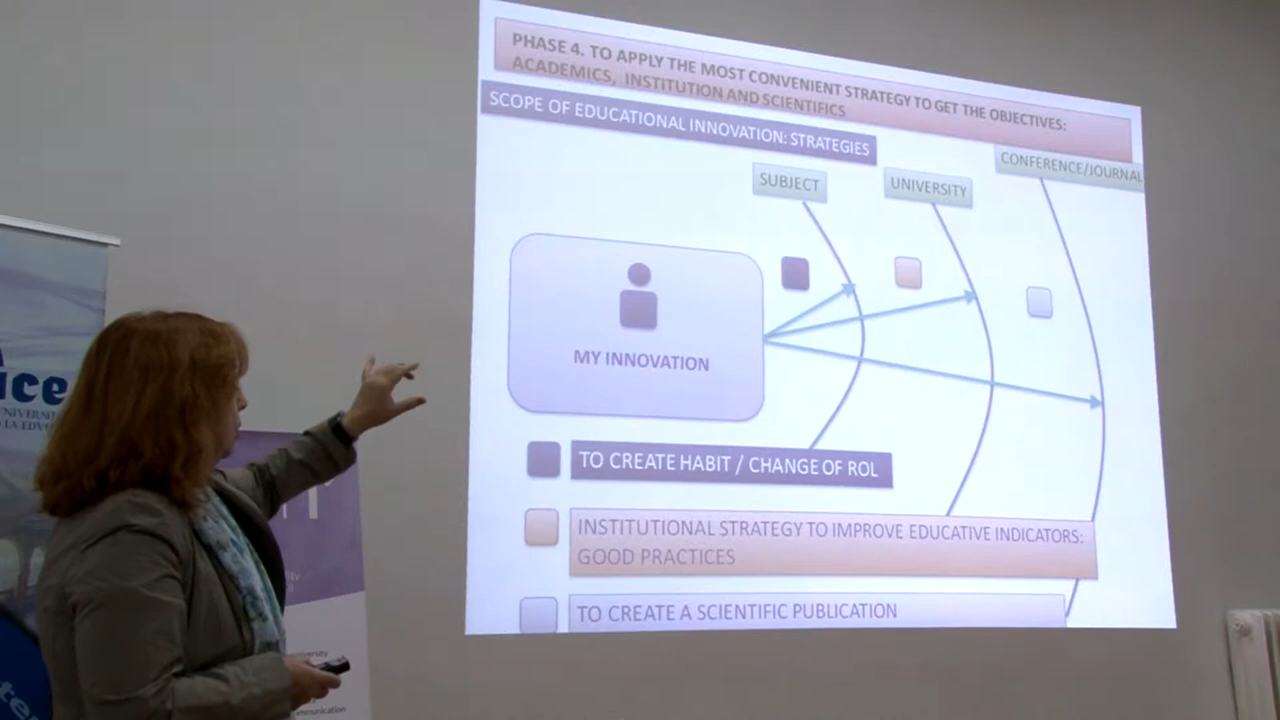 PHASE 4. TO APPLY THE MOST CONVENIENT STRATEGY TO GET THE OBJECTIVES:
ACADEMICS, INSTITUTION AND SCIENTIFICS
SCOPE OF EDUCATIONAL INNOVATION: STRATEGIES
CONFERENCE/JOURNAL
SUBJECT
UNIVERSITY
MY INNOVATION
TO CREATE HABIT / CHANGE OF ROL
INSTITUTIONAL STRATEGY TO IMPROVE EDUCATIVE INDICATORS:
GOOD PRACTICES
TO CREATE A SCIENTIFIC PUBLICATION
ice